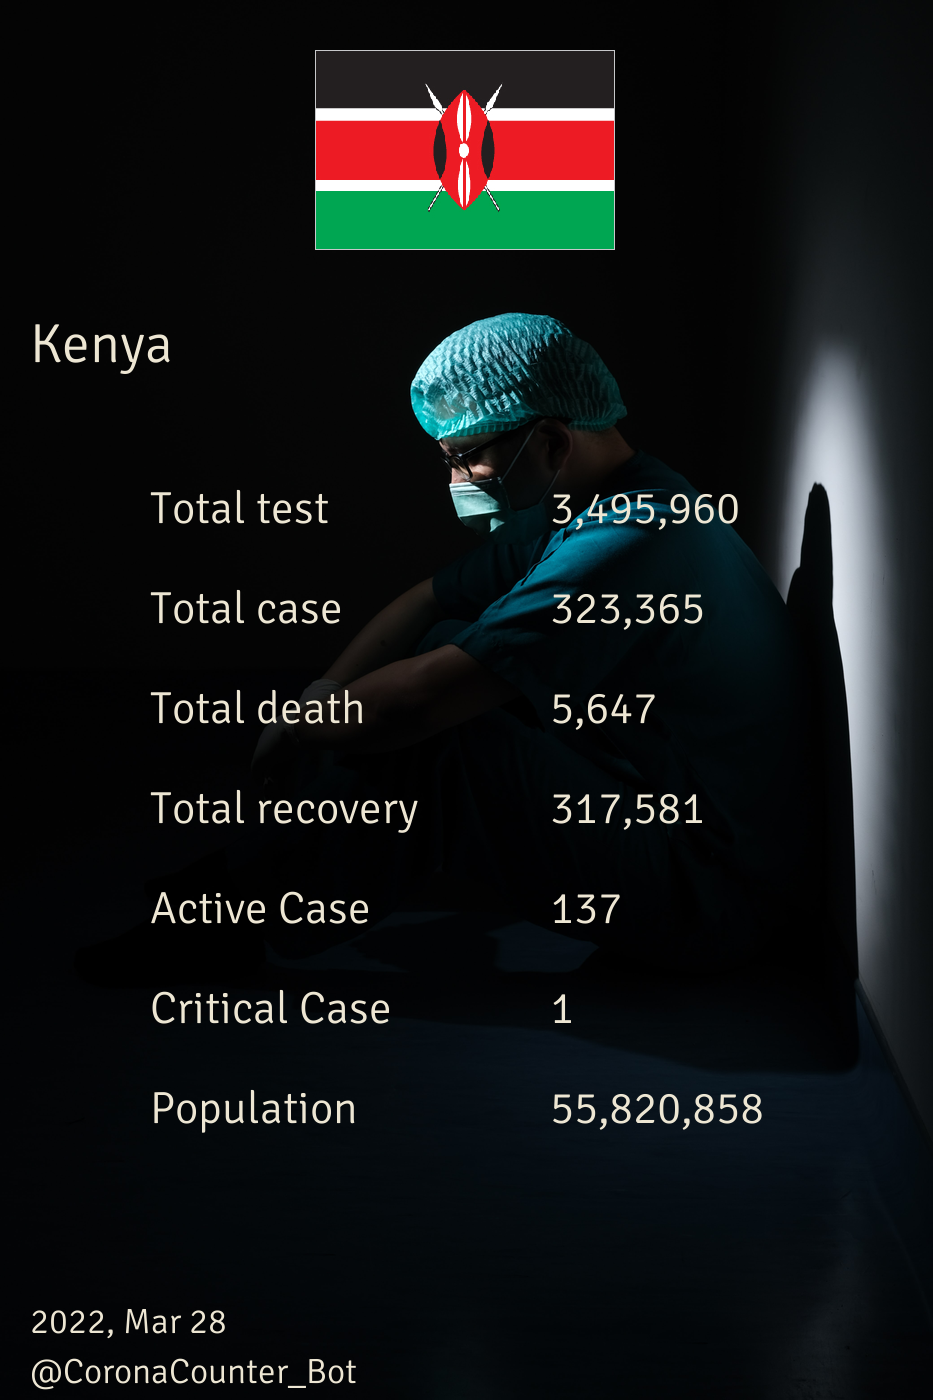 Kenya
Total test 3,495,960
Total case 323,365
Total death 5,647
Total recovery 317,581
Active Case 137
Critical Case 1
Population 55,820,858
2022, Mar 28
@CoronaCounter_Bot